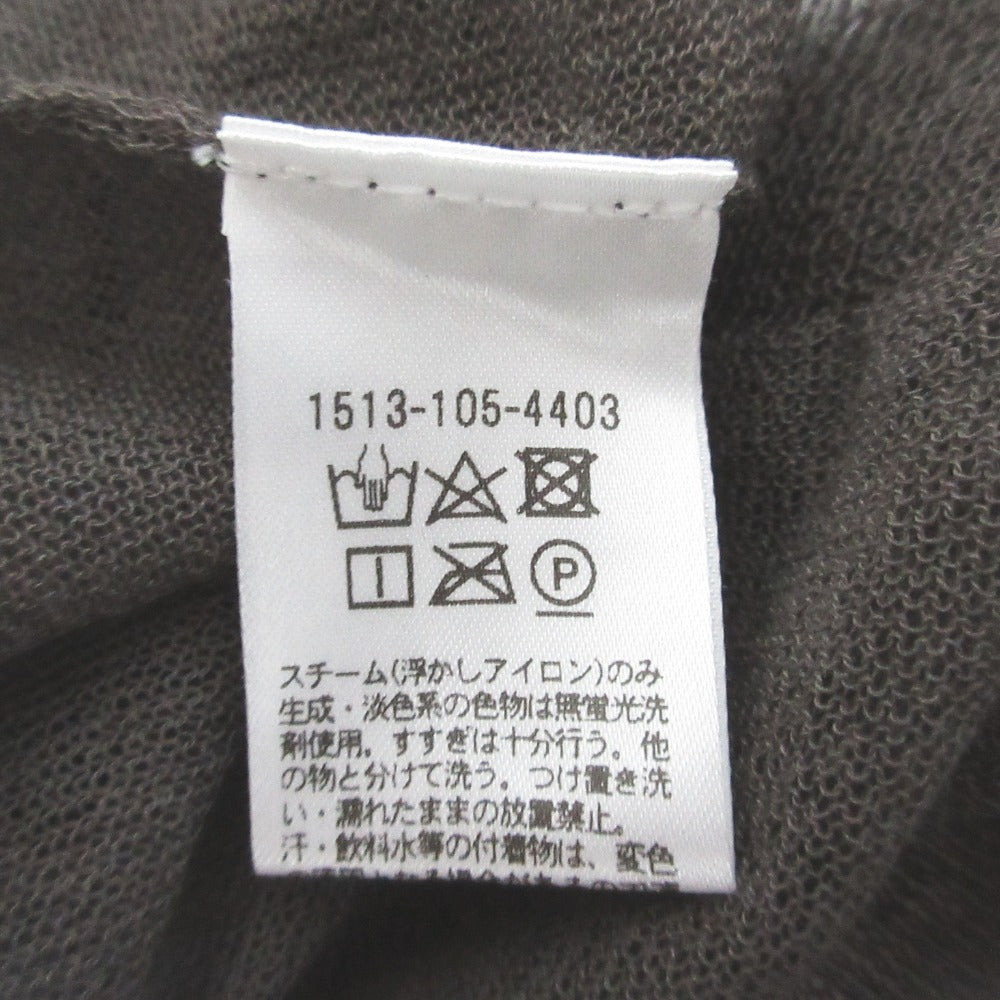 1513-105-4403
P
スチーム(浮かしアイロン)のみ
生成・淡色系の色物は無蛍光洗
剤使用。すすぎは十分行う。他
の物と分けて洗う。つけ置き洗
い・濡れたままの放置禁止。
汗・飲料水等の付着物は、変色